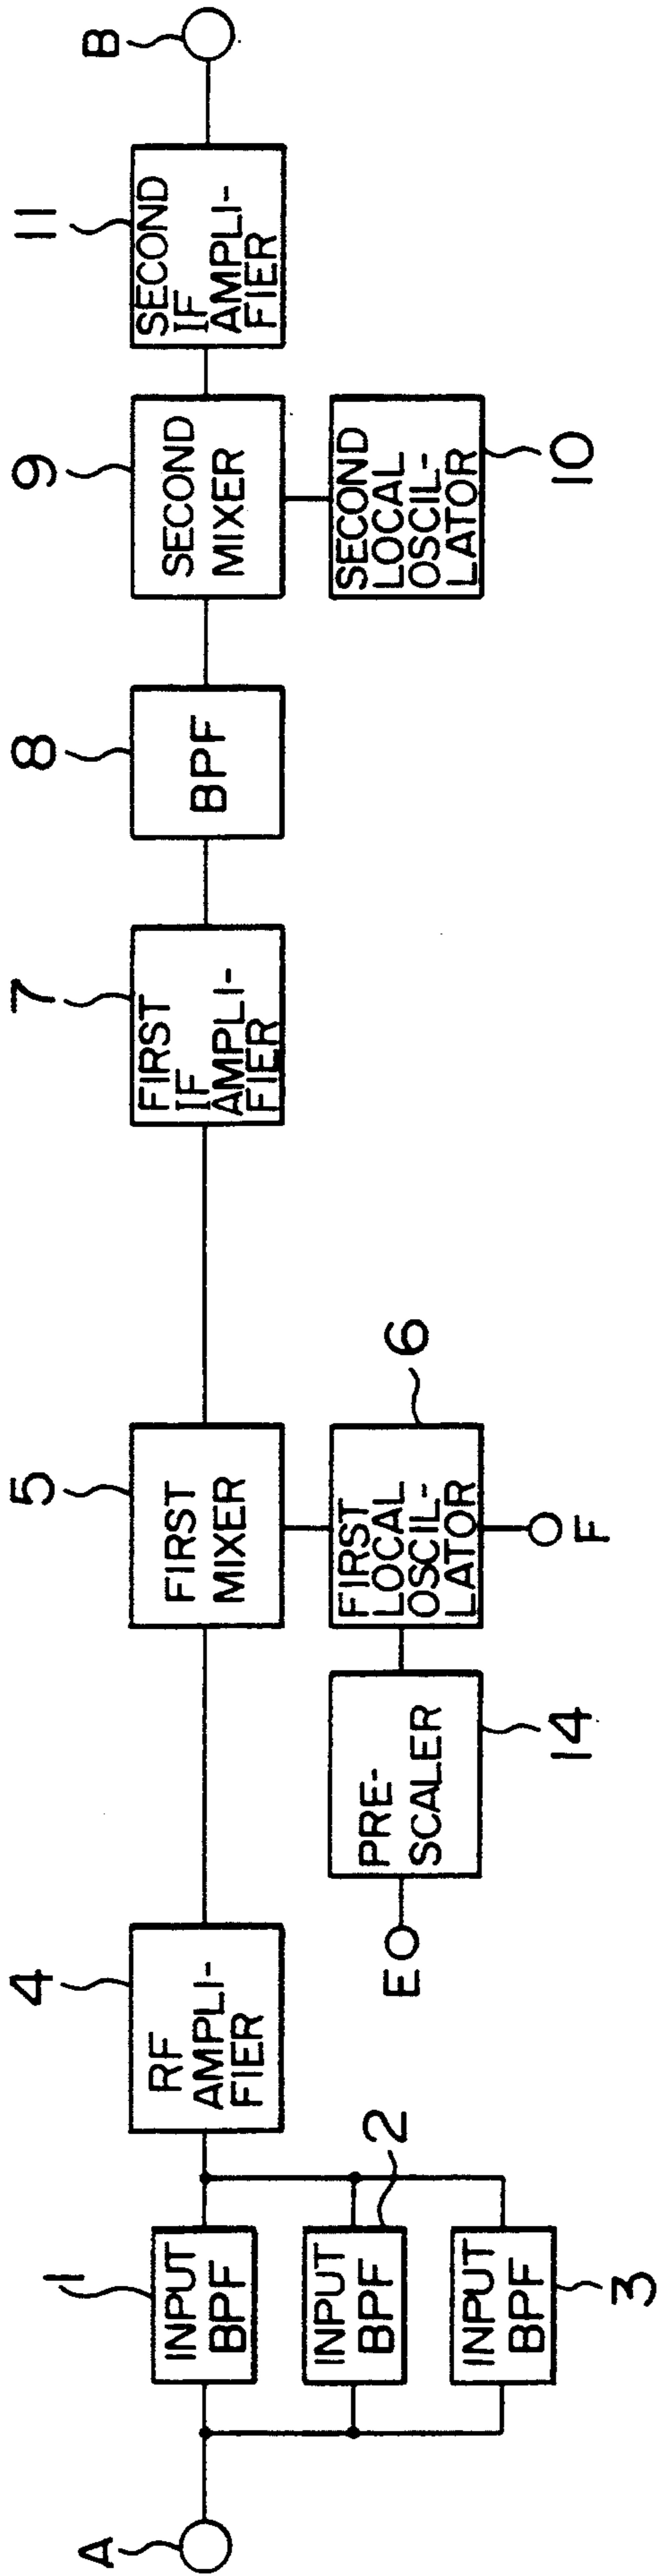 A
1
INPUT
BPF
2
INPUT
BPF
3
INPUT
BPF
4
RF
AMPLI-
FIER
5
FIRST
MIXER
6
FIRST
LOCAL
OSCIL-
LATOR
F
PRE-
SCALER
14
E
7
FIRST
IF
AMPLI-
FIER
8
BPF
9
SECOND
MIXER
SECOND
LOCAL
OSCIL-
LATOR
10
11
SECOND
IF
AMPLI-
FIER
B